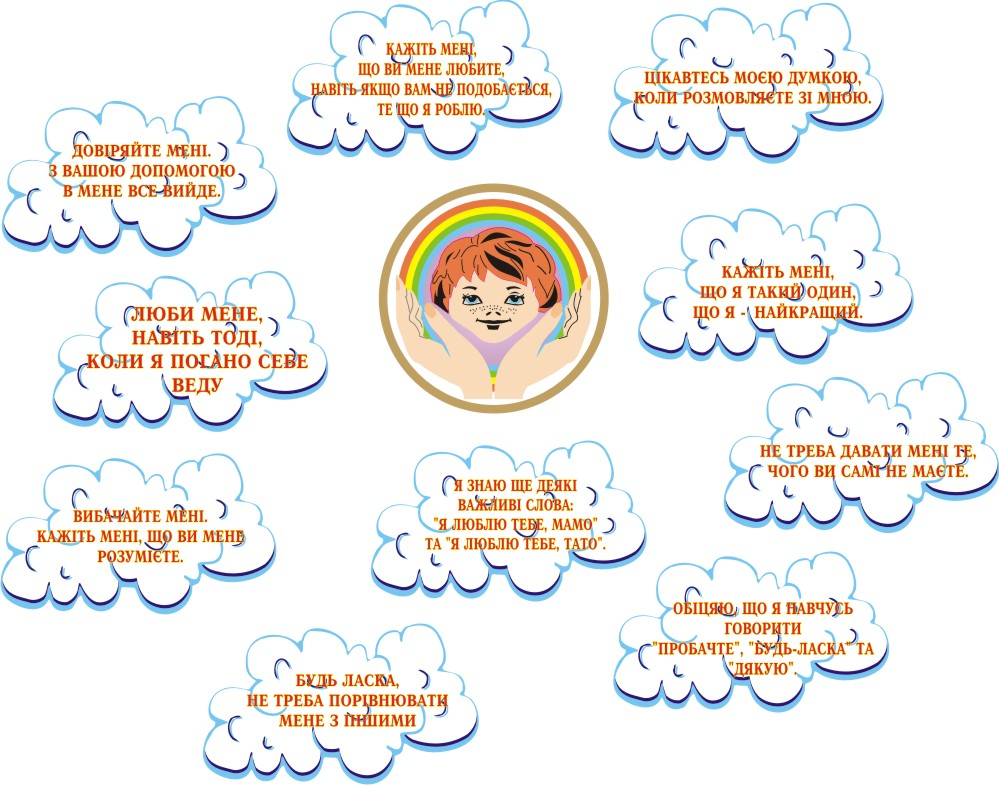 КАЖІТЬ МЕНІ,
ЩО ВИ МЕНЕ ЛЮБИТЕ,
НАВІТЬ ЯКЩО ВАМ НЕ ПОДОБАЄТЬСЯ,
ТЕ ЩО Я РОБЛЮ.
ЦІКАВТЕСЬ МОЄЮ ДУМКОЮ,
КОЛИ РОЗМОВЛЯЄТЕ ЗІ МНОЮ.
ДОВІРЯЙТЕ МЕНІ.
З ВАШОЮ ДОПОМОГОЮ
В МЕНЕ ВСЕ ВИЙДЕ.
КАЖІТЬ МЕНІ,
ЩО Я ТАКИЙ ОДИН,
ЩО Я - НАЙКРАЩИЙ.
ЛЮБИ МЕНЕ,
НАВІТЬ ТОДІ,
КОЛИ Я ПОГАНО СЕБЕ
ВЕДУ
НЕ ТРЕБА ДАВАТИ МЕНІ ТЕ,
ЧОГО ВИ САМІ НЕ МАЄТЕ.
ВИБАЧАЙТЕ МЕНІ.
КАЖІТЬ МЕНІ, ЩО ВИ МЕНЕ
РОЗУМІЄТЕ.
Я ЗНАЮ ЩЕ ДЕЯКІ
ВАЖЛИВІ СЛОВА:
"Я ЛЮБЛЮ ТЕБЕ, МАМО"
ТА "Я ЛЮБЛЮ ТЕБЕ, ТАТО".
ОБІЦЯЮ, ЩО Я НАВЧУСЬ
ГОВОРИТИ
"ПРОБАЧТЕ", "БУДЬ-ЛАСКА" ТА
"ДЯКУЮ".
БУДЬ ЛАСКА,
НЕ ТРЕБА ПОРІВНЮВАТИ
МЕНЕ З ІНШИМИ